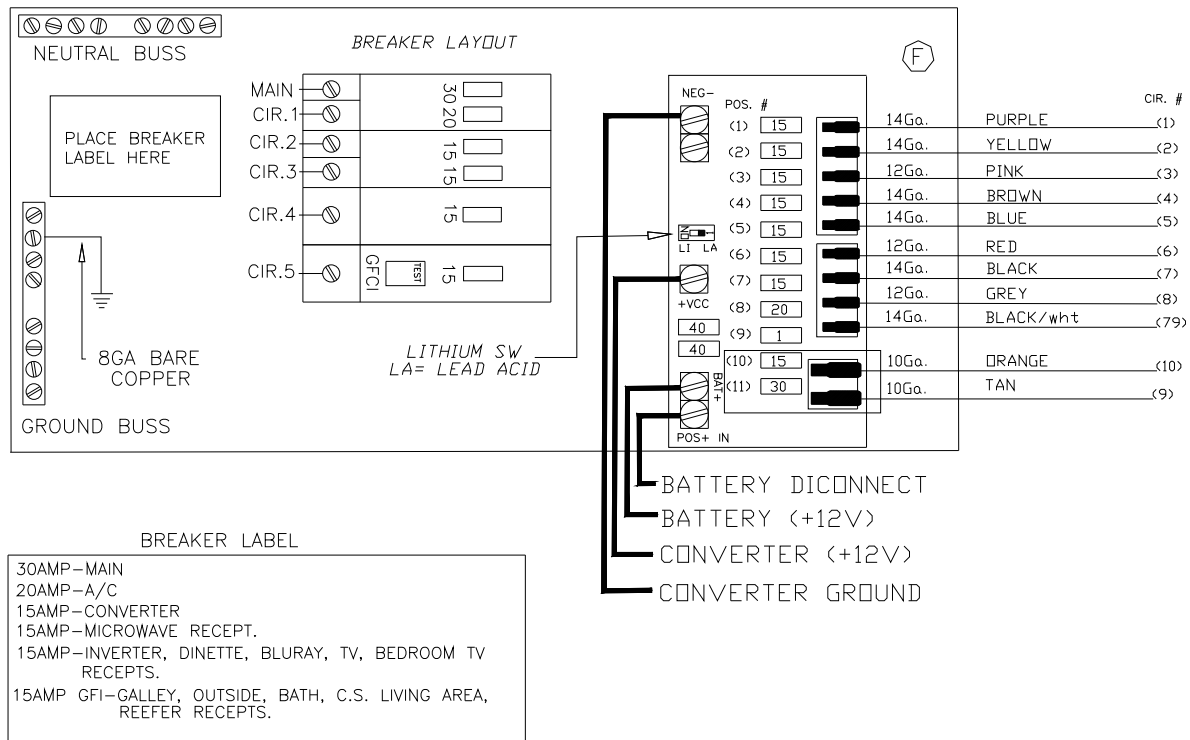 NEUTRAL BUSS
BREAKER LAYOUT
F
PLACE BREAKER
LABEL HERE
MAIN
30
CIR.1
20
CIR.2
15
CIR.3
15
CIR.4
15
CIR.5
GFCI
TEST
15
8GA BARE
COPPER
GROUND BUSS
LITHIUM SW
LA= LEAD ACID
NEG-
POS. #
CIR. #
(1) 15 14Ga. PURPLE (1)
(2) 15 14Ga. YELLOW (2)
(3) 15 12Ga. PINK (3)
(4) 15 14Ga. BROWN (4)
(5) 15 14Ga. BLUE (5)
ON
LI LA
(6) 15 12Ga. RED (6)
(7) 15 14Ga. BLACK (7)
+VCC
(8) 20 12Ga. GREY (8)
40
(9) 1 14Ga. BLACK/wht (79)
40
(10) 15 10Ga. ORANGE (10)
BAT+
(11) 30 10Ga. TAN (9)
POS+ IN
BATTERY DICONNECT
BATTERY (+12V)
CONVERTER (+12V)
CONVERTER GROUND
BREAKER LABEL
30AMP-MAIN
20AMP-A/C
15AMP-CONVERTER
15AMP-MICROWAVE RECEPT.
15AMP-INVERTER, DINETTE, BLURAY, TV, BEDROOM TV
RECEPTS.
15AMP GFI-GALLEY, OUTSIDE, BATH, C.S. LIVING AREA,
REEFER RECEPTS.